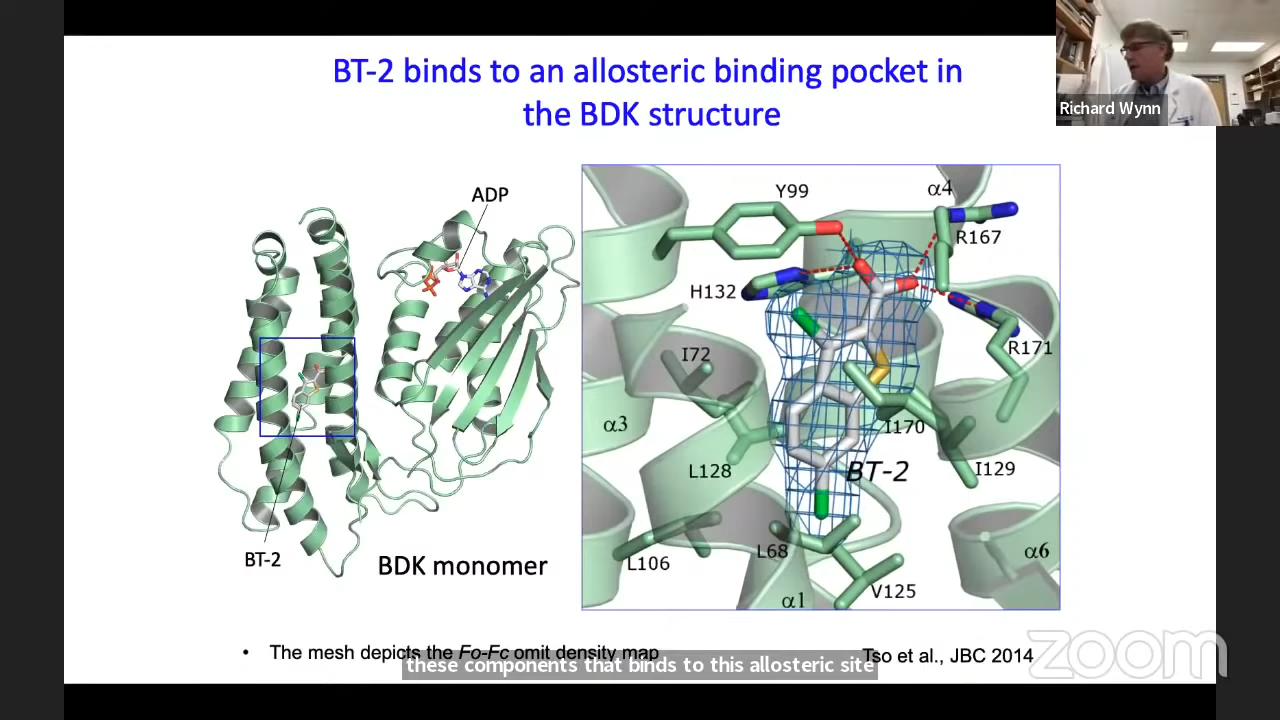 BT-2 binds to an allosteric binding pocket in
the BDK structure
Richard Wynn
ADP
BT-2
BDK monomer
Y99
α4
R167
H132
R171
I72
α3
I170
L128
BT-2
I129
L106
L68
α6
V125
α1
• The mesh depicts the Fo-Fc omit density map
these components that binds to this allosteric site
Tso et al., JBC 2014
zoom